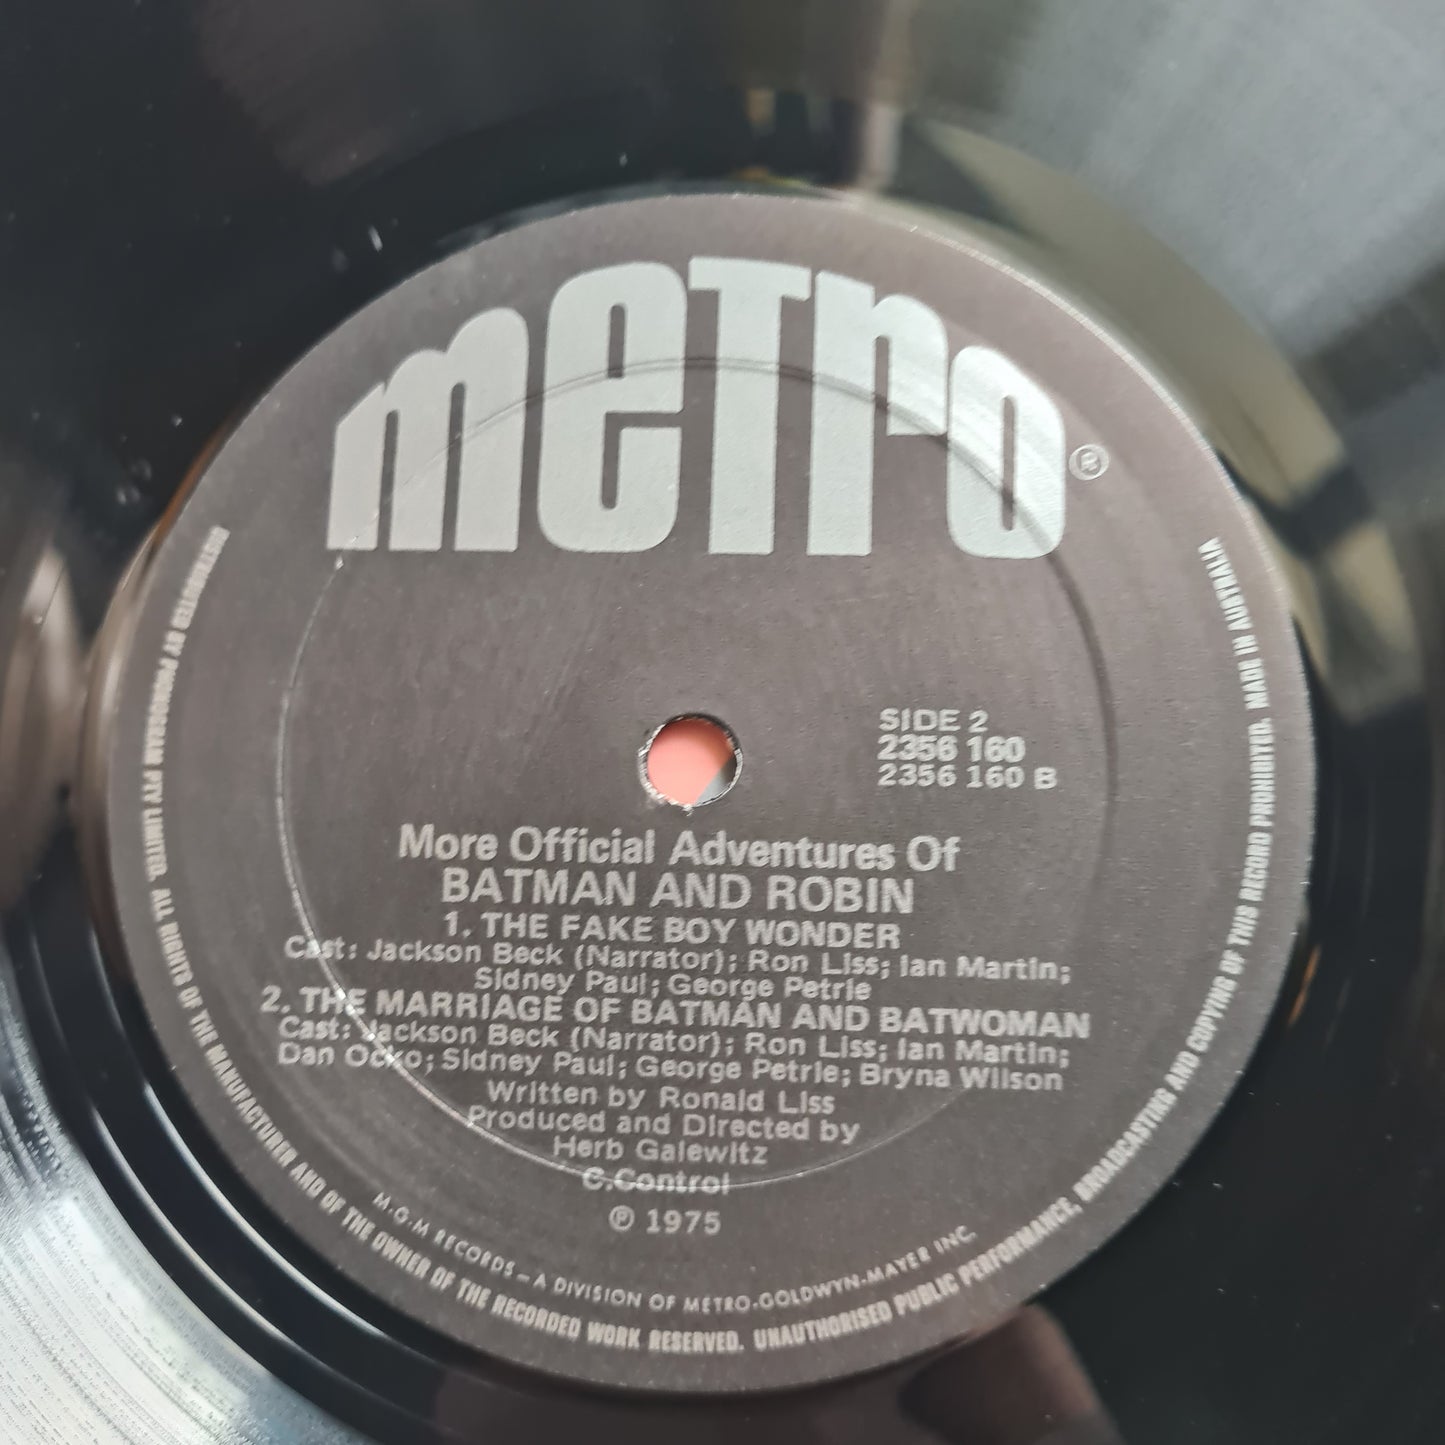 metro ®
SIDE 2
2356 160
2356 160 B
More Official Adventures Of
BATMAN AND ROBIN
1. THE FAKE BOY WONDER
Cast: Jackson Beck (Narrator); Ron Liss; Ian Martin;
Sidney Paul; George Petrie
2. THE MARRIAGE OF BATMAN AND BATWOMAN
Cast: Jackson Beck (Narrator); Ron Liss; Ian Martin;
Dan Ocko; Sidney Paul; George Petrie; Bryna Wilson
Written by Ronald Liss
Produced and Directed by
Herb Galewitz
C.Control
℗ 1975
M.G.M RECORDS – A DIVISION OF METRO-GOLDWYN-MAYER INC.
DISTRIBUTED BY PHONOGRAM PTY LIMITED. ALL RIGHTS OF THE MANUFACTURER AND OF THE OWNER OF THE RECORDED WORK RESERVED. UNAUTHORISED PUBLIC PERFORMANCE, BROADCASTING AND COPYING OF THIS RECORD PROHIBITED. MADE IN AUSTRALIA